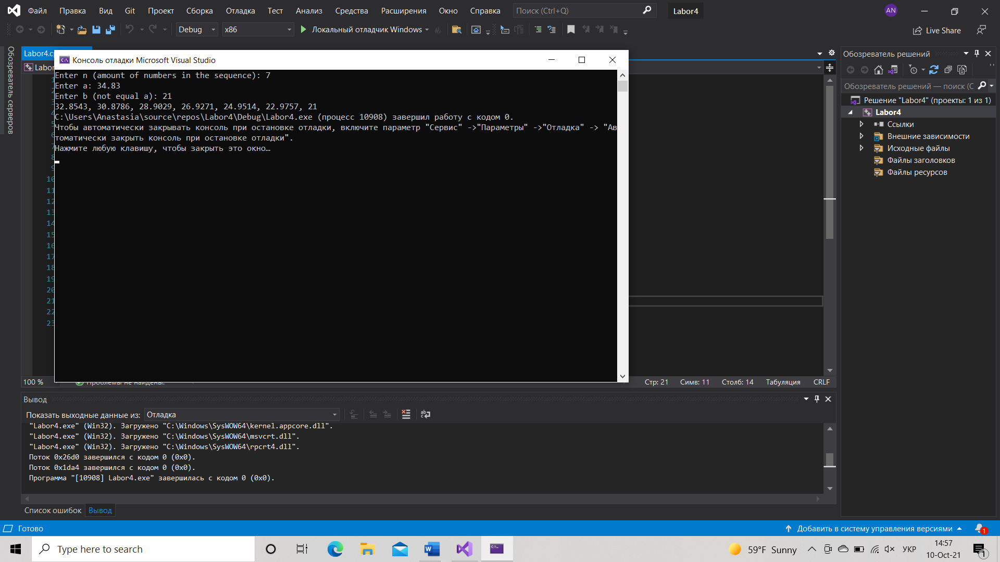 Файл Правка Вид Git Проект Сборка Отладка Тест Анализ Средства Расширения Окно Справка Поиск (Ctrl+Q) Labor4 AN
Debug x86 Локальный отладчик Windows Live Share
Обозреватель серверов
Labor4.c
Labor
Консоль отладки Microsoft Visual Studio
Enter n (amount of numbers in the sequence): 7
Enter a: 34.83
Enter b (not equal a): 21
32.8543, 30.8786, 28.9029, 26.9271, 24.9514, 22.9757, 21
C:\Users\Anastasia\source\repos\Labor4\Debug\Labor4.exe (процесс 10908) завершил работу с кодом 0.
Чтобы автоматически закрывать консоль при остановке отладки, включите параметр "Сервис" ->"Параметры" ->"Отладка" -> "Ав
томатически закрыть консоль при остановке отладки".
Нажмите любую клавишу, чтобы закрыть это окно…
9
10
11
12
13
14
15
16
17
18
19
20
21
22
23
100 % Проблемы не найдены. Стр: 21 Симв: 11 Столб: 14 Табуляция CRLF
Обозреватель решений
Обозреватель решений — поиск (С
Решение "Labor4" (проекты: 1 из 1)
Labor4
Ссылки
Внешние зависимости
Исходные файлы
Файлы заголовков
Файлы ресурсов
Вывод
Показать выходные данные из: Отладка
"Labor4.exe" (Win32). Загружено "C:\Windows\SysWOW64\kernel.appcore.dll".
"Labor4.exe" (Win32). Загружено "C:\Windows\SysWOW64\msvcrt.dll".
"Labor4.exe" (Win32). Загружено "C:\Windows\SysWOW64\rpcrt4.dll".
Поток 0x26d0 завершился с кодом 0 (0x0).
Поток 0x1da4 завершился с кодом 0 (0x0).
Программа "[10908] Labor4.exe" завершилась с кодом 0 (0x0).
Список ошибок Вывод
Готово Добавить в систему управления версиями 1
Type here to search 59°F Sunny УКР 14:57
10-Oct-21 1